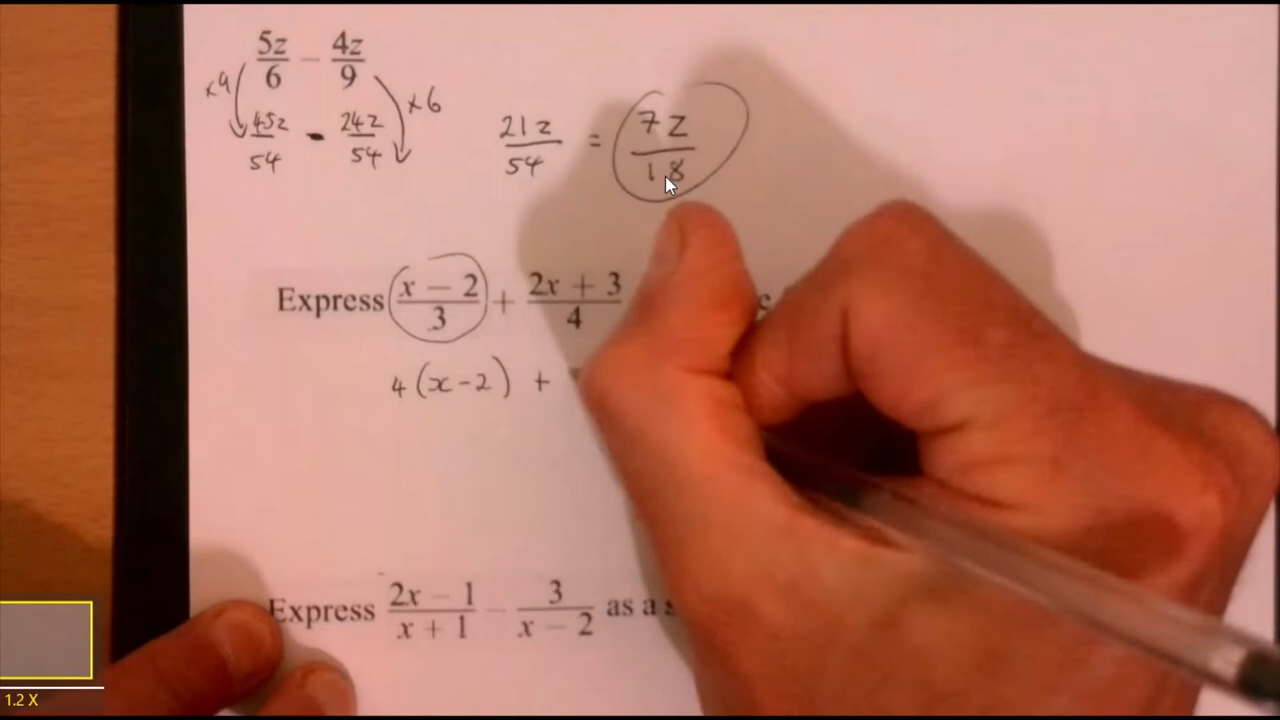 5z/6 − 4z/9
×9 ×6
45z/54 - 24z/54 21z/54 = 7z/18
Express (x − 2)/3 + (2x + 3)/4
4(x-2) +
Express (2x − 1)/(x + 1) − 3/(x − 2) as a
1.2 X